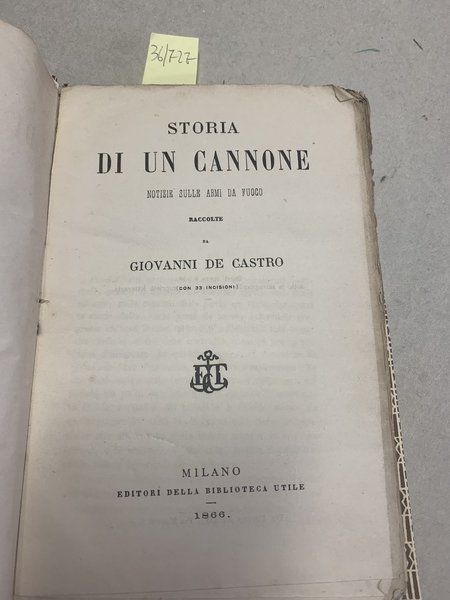 36/727
STORIA
DI UN CANNONE
NOTIZIE SULLE ARMI DA FUOCO
RACCOLTE
DA
GIOVANNI DE CASTRO
(CON 33 INCISIONI)
MILANO
EDITORI DELLA BIBLIOTECA UTILE
1866.